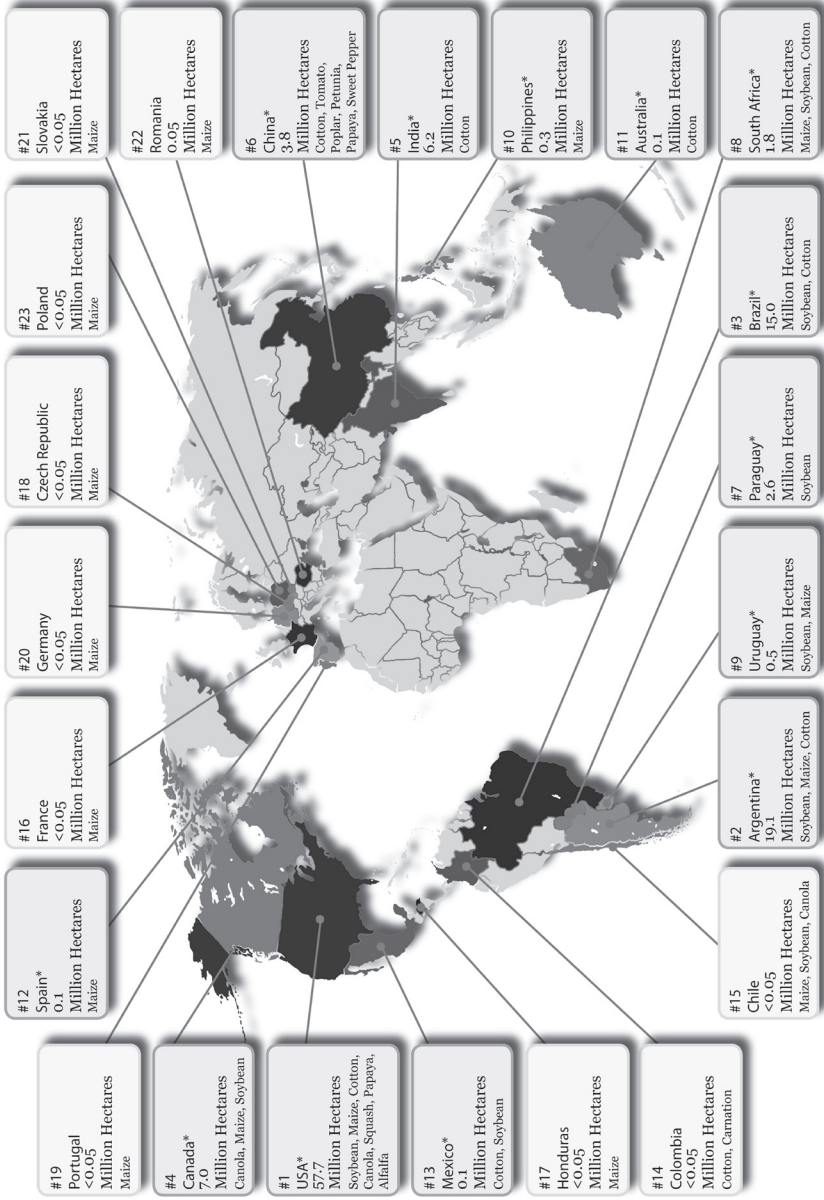 #19
Portugal
<0.05
Million Hectares
Maize
#12
Spain*
0.1
Million Hectares
Maize
#16
France
<0.05
Million Hectares
Maize
#20
Germany
<0.05
Million Hectares
Maize
#18
Czech Republic
<0.05
Million Hectares
Maize
#23
Poland
<0.05
Million Hectares
Maize
#21
Slovakia
<0.05
Million Hectares
Maize
#4
Canada*
7.0
Million Hectares
Canola, Maize, Soybean
#1
USA*
57.7
Million Hectares
Soybean, Maize, Cotton,
Canola, Squash, Papaya,
Alfalfa
#13
Mexico*
0.1
Million Hectares
Cotton, Soybean
#17
Honduras
<0.05
Million Hectares
Maize
#14
Colombia
<0.05
Million Hectares
Cotton, Carnation
#22
Romania
0.05
Million Hectares
Maize
#6
China*
3.8
Million Hectares
Cotton, Tomato,
Poplar, Petunia,
Papaya, Sweet Pepper
#5
India*
6.2
Million Hectares
Cotton
#10
Philippines*
0.3
Million Hectares
Maize
#11
Australia*
0.1
Million Hectares
Cotton
#8
South Africa*
1.8
Million Hectares
Maize, Soybean, Cotton
#15
Chile
<0.05
Million Hectares
Maize, Soybean, Canola
#2
Argentina*
19.1
Million Hectares
Soybean, Maize, Cotton
#9
Uruguay*
0.5
Million Hectares
Soybean, Maize
#7
Paraguay*
2.6
Million Hectares
Soybean
#3
Brazil*
15.0
Million Hectares
Soybean, Cotton